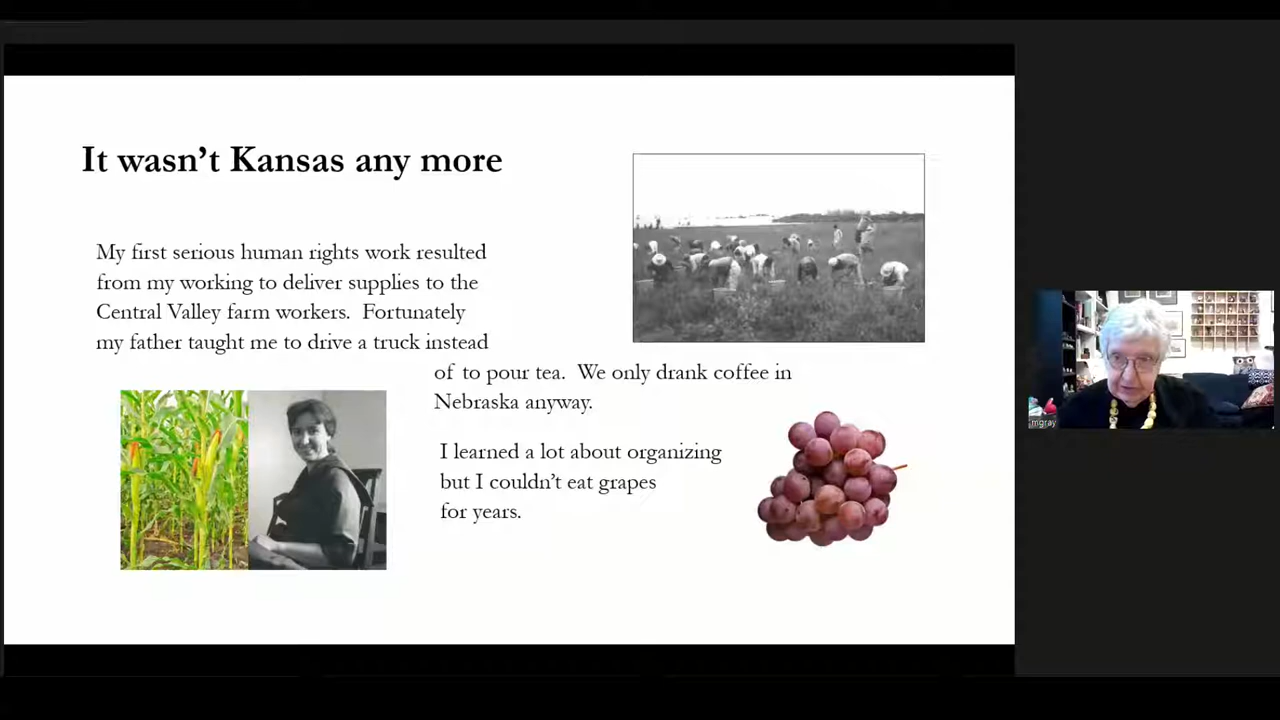 It wasn't Kansas any more
My first serious human rights work resulted
from my working to deliver supplies to the
Central Valley farm workers.  Fortunately
my father taught me to drive a truck instead
of to pour tea.  We only drank coffee in
Nebraska anyway.
I learned a lot about organizing
but I couldn't eat grapes
for years.
mgray